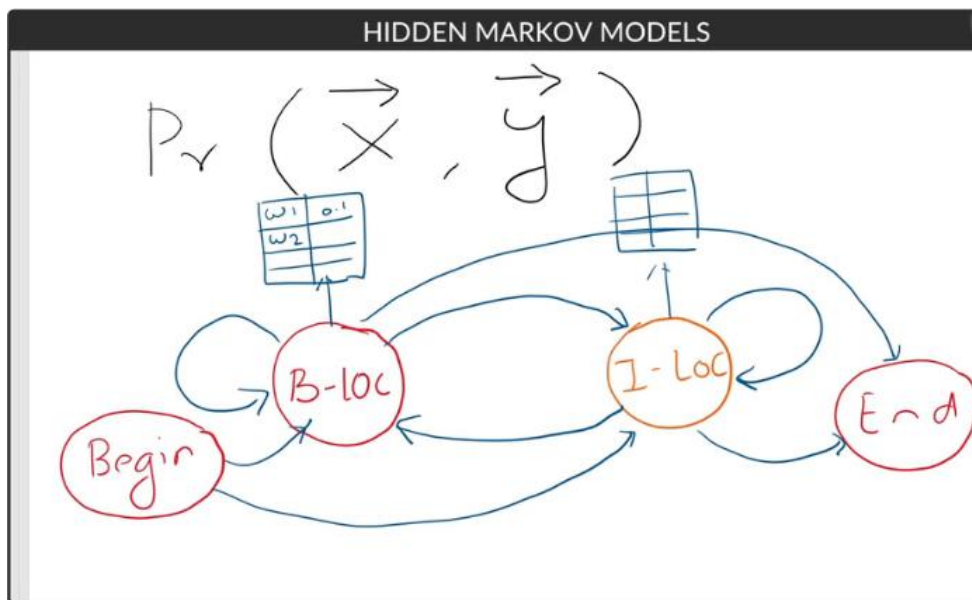 HIDDEN MARKOV MODELS
Pr ( x , y )
w1 0.1
w2
B-LOC
I-LOC
Begin
End